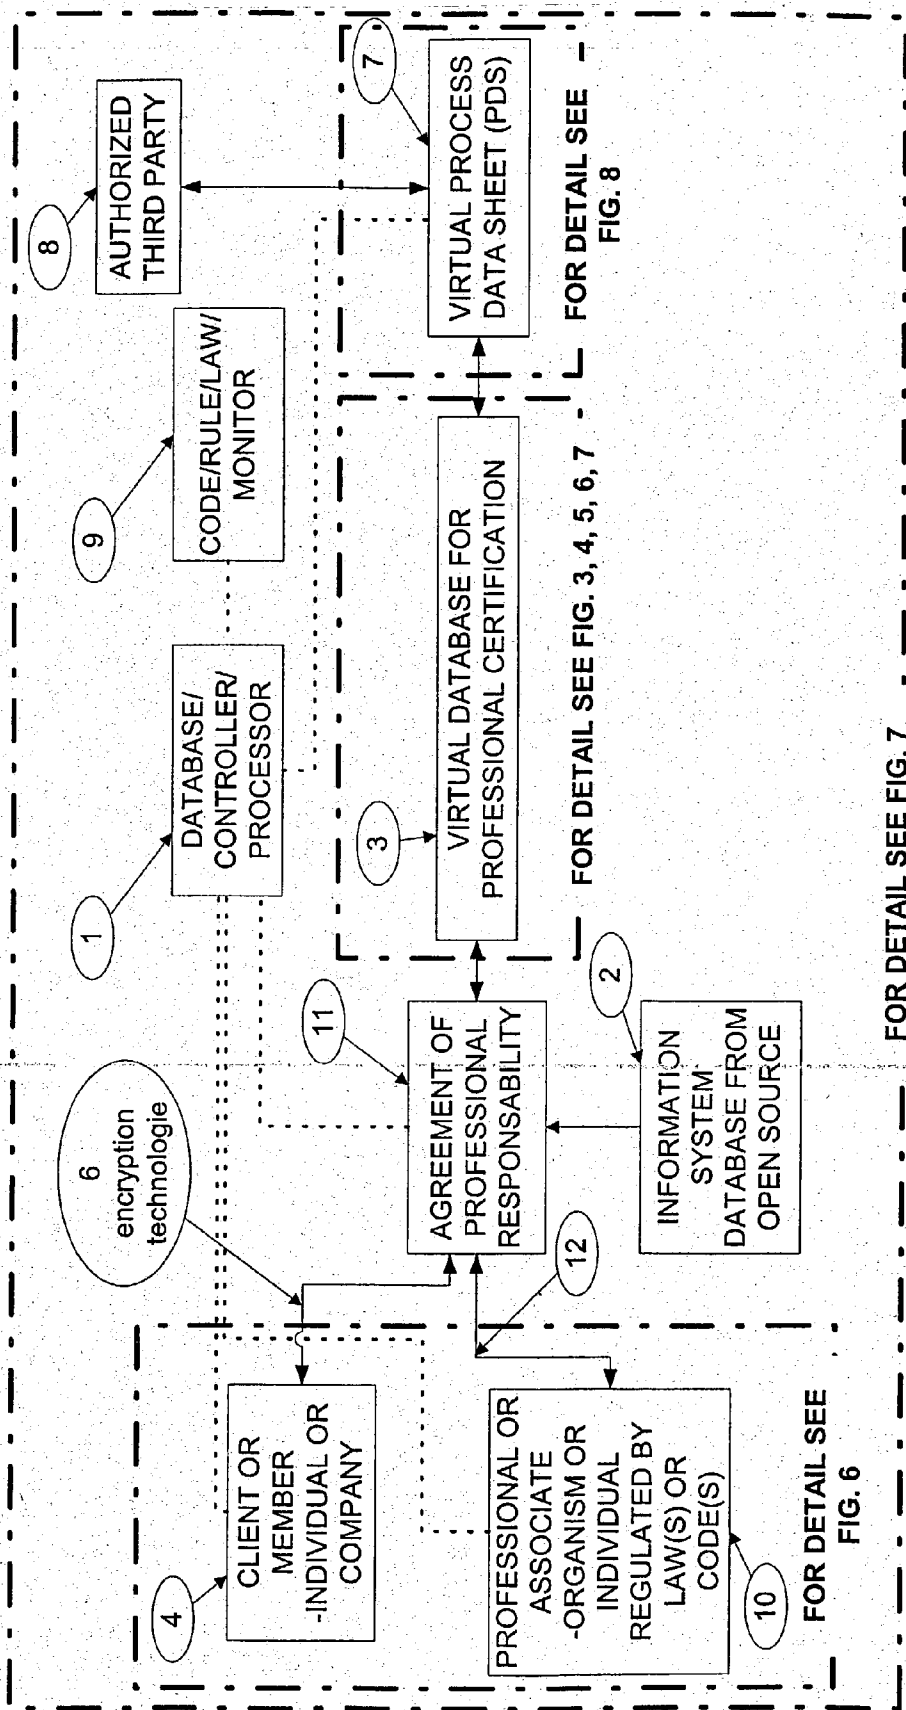 8
AUTHORIZED
THIRD PARTY
7
VIRTUAL PROCESS
DATA SHEET (PDS)
FOR DETAIL SEE
FIG. 8
9
CODE/RULE/LAW/
MONITOR
1
DATABASE/
CONTROLLER/
PROCESSOR
3
VIRTUAL DATABASE FOR
PROFESSIONAL CERTIFICATION
FOR DETAIL SEE FIG. 3, 4, 5, 6, 7
6
encryption
technologie
11
AGREEMENT OF
PROFESSIONAL
RESPONSABILITY
2
INFORMATION
SYSTEM
DATABASE FROM
OPEN SOURCE
12
4
CLIENT OR
MEMBER
-INDIVIDUAL OR
COMPANY
PROFESSIONAL OR
ASSOCIATE
-ORGANISM OR
INDIVIDUAL
REGULATED BY
LAW(S) OR
CODE(S)
10
FOR DETAIL SEE
FIG. 6
FOR DETAIL SEE FIG. 7